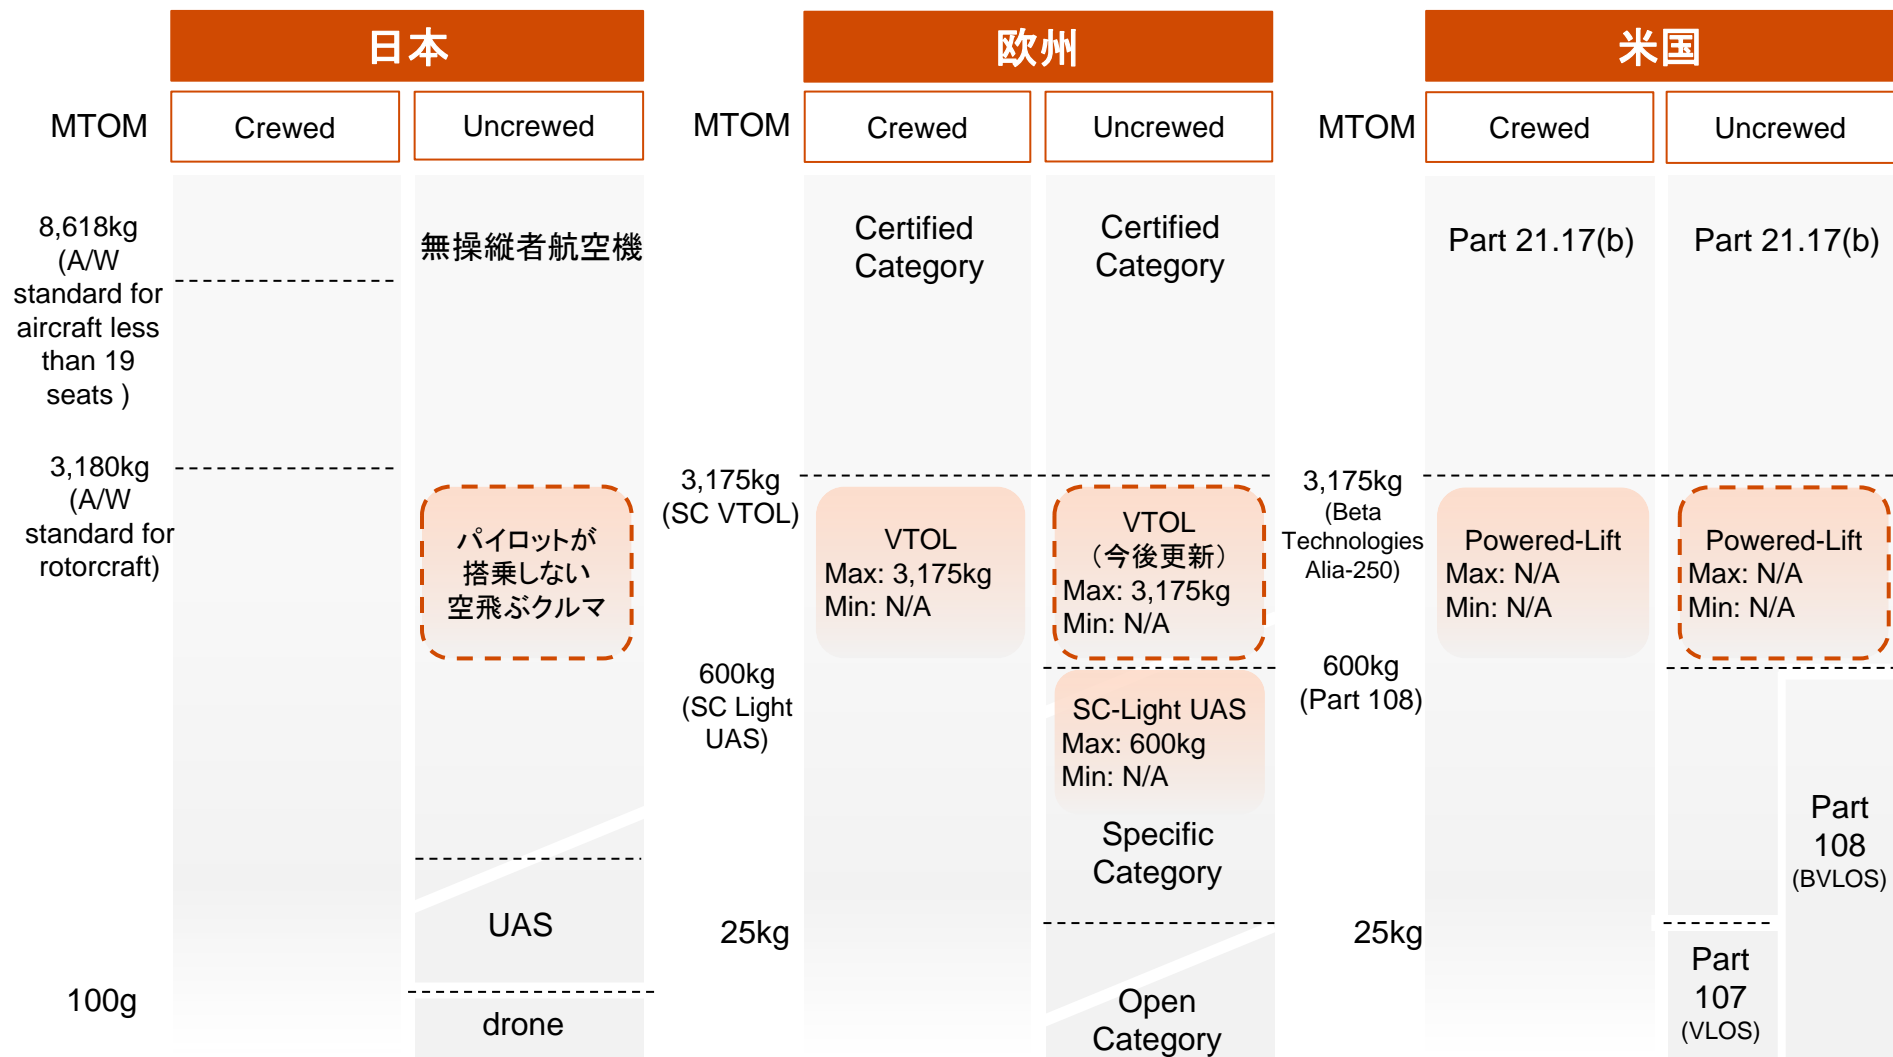 日本
MTOM
Crewed
Uncrewed
8,618kg
(A/W
standard for
aircraft less
than 19
seats )
無操縦者航空機
3,180kg
(A/W
standard for
rotorcraft)
パイロットが
搭乗しない
空飛ぶクルマ
UAS
100g
drone
欧州
MTOM
Crewed
Uncrewed
Certified
Category
Certified
Category
3,175kg
(SC VTOL)
VTOL
Max: 3,175kg
Min: N/A
VTOL
（今後更新）
Max: 3,175kg
Min: N/A
600kg
(SC Light
UAS)
SC-Light UAS
Max: 600kg
Min: N/A
Specific
Category
25kg
Open
Category
米国
MTOM
Crewed
Uncrewed
Part 21.17(b)
Part 21.17(b)
3,175kg
(Beta
Technologies
Alia-250)
Powered-Lift
Max: N/A
Min: N/A
Powered-Lift
Max: N/A
Min: N/A
600kg
(Part 108)
Part
108
(BVLOS)
25kg
Part
107
(VLOS)